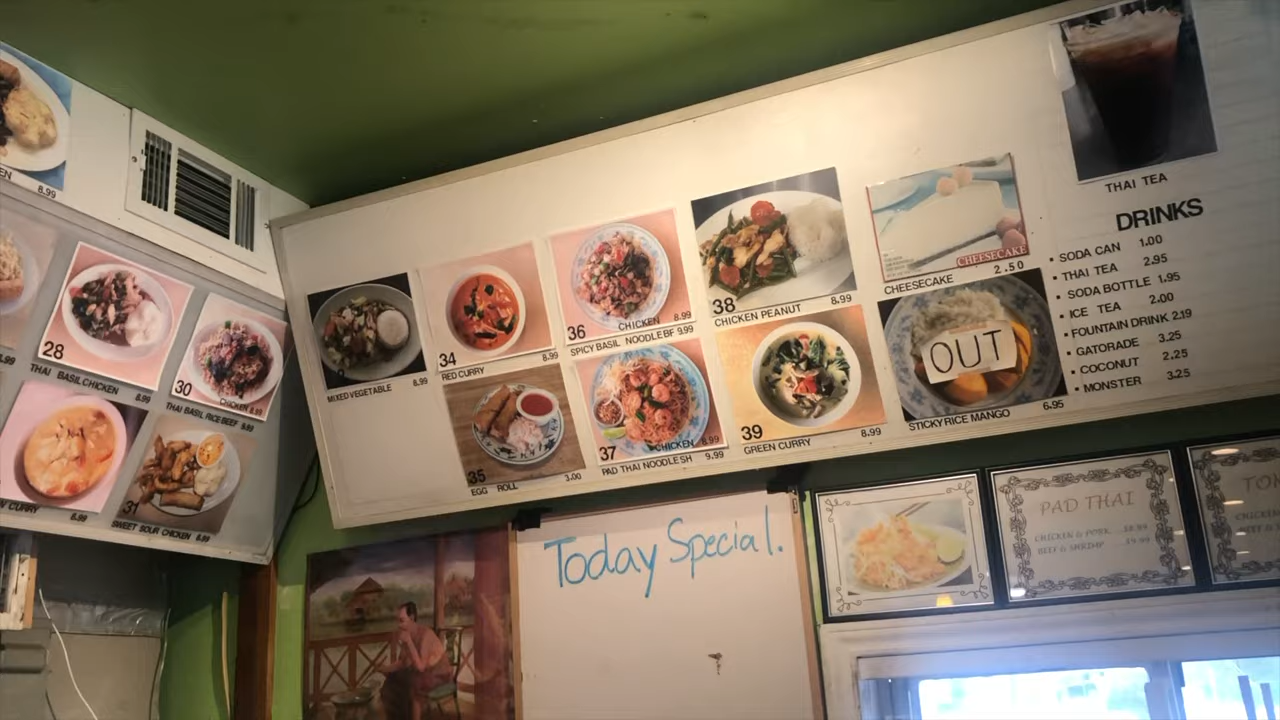 8.99
28
THAI BASIL CHICKEN 8.99
30
CHICKEN 8.99
THAI BASIL RICE BEEF 9.99
CURRY 8.99
31
SWEET SOUR CHICKEN 8.99
MIXED VEGETABLE 8.99
34 8.99
RED CURRY
35
EGG ROLL 3.00
36 CHICKEN 8.99
SPICY BASIL NOODLE BF 9.99
37 CHICKEN 8.99
PAD THAI NOODLE SH 9.99
38 8.99
CHICKEN PEANUT
39 8.99
GREEN CURRY
CHEESECAKE
CHEESECAKE 2.50
OUT
STICKY RICE MANGO 6.95
THAI TEA
DRINKS
• SODA CAN 1.00
• THAI TEA 2.95
• SODA BOTTLE 1.95
• ICE TEA 2.00
• FOUNTAIN DRINK 2.19
• GATORADE 3.25
• COCONUT 2.25
• MONSTER 3.25
Today Special.
PAD THAI
CHICKEN & PORK $8.99
BEEF & SHRIMP $9.99